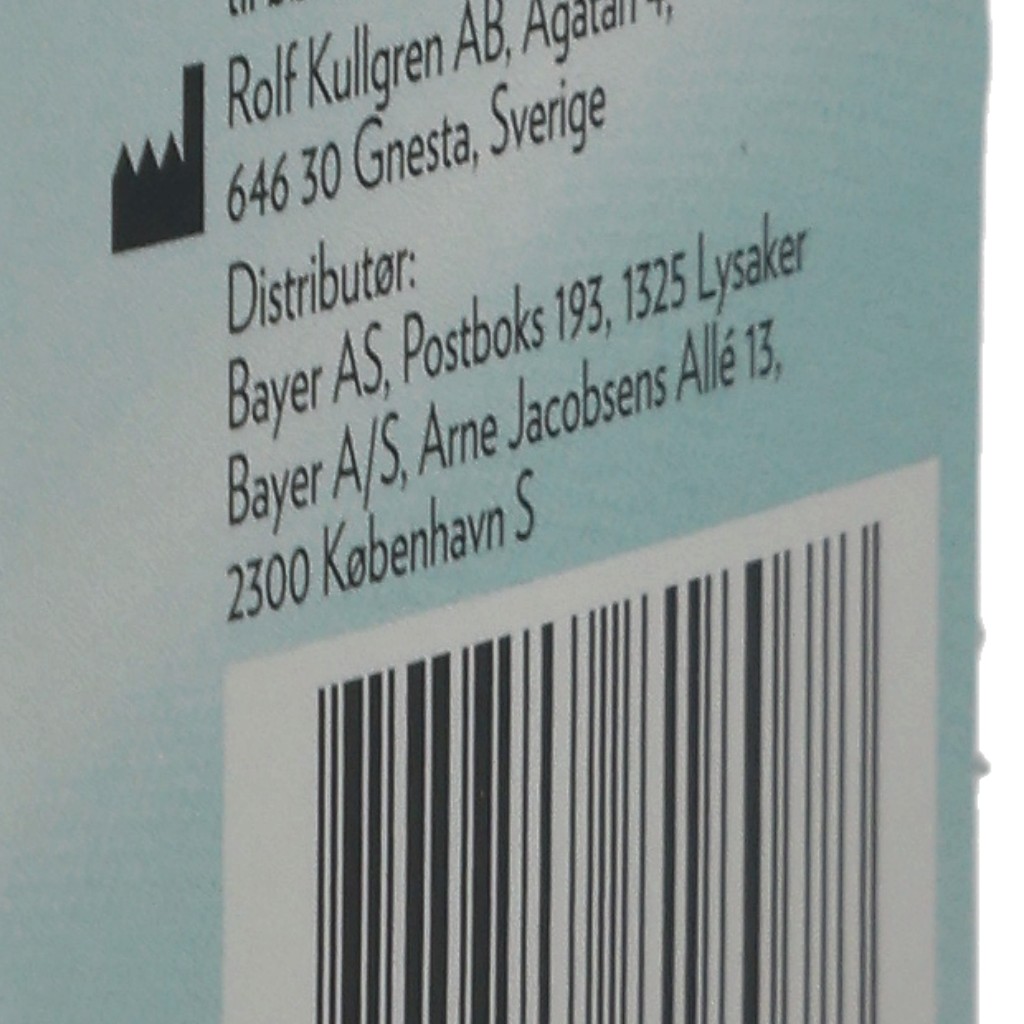 Rolf Kullgren AB, Ågatan 4,
646 30 Gnesta, Sverige
Distributør:
Bayer AS, Postboks 193, 1325 Lysaker
Bayer A/S, Arne Jacobsens Allé 13,
2300 København S